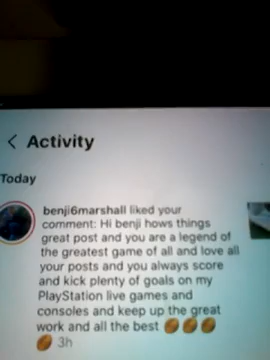 < Activity
Today
benji6marshall liked your
comment: Hi benji hows things
great post and you are a legend of
the greatest game of all and love all
your posts and you always score
and kick plenty of goals on my
PlayStation live games and
consoles and keep up the great
work and all the best 🏉🏉🏉
🏉 3h